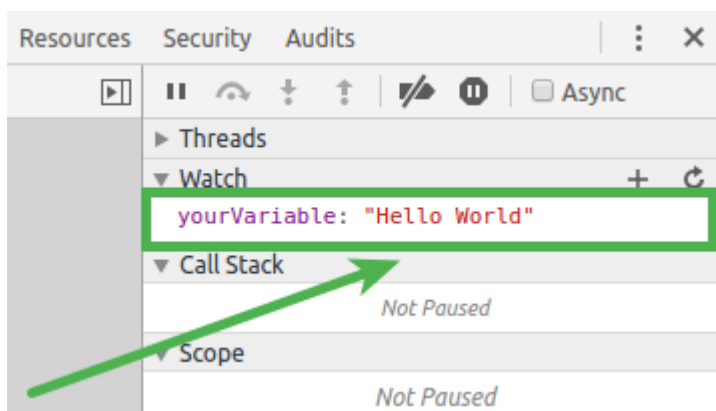 Resources Security Audits
Async
Threads
Watch
yourVariable: "Hello World"
Call Stack
Not Paused
Scope
Not Paused